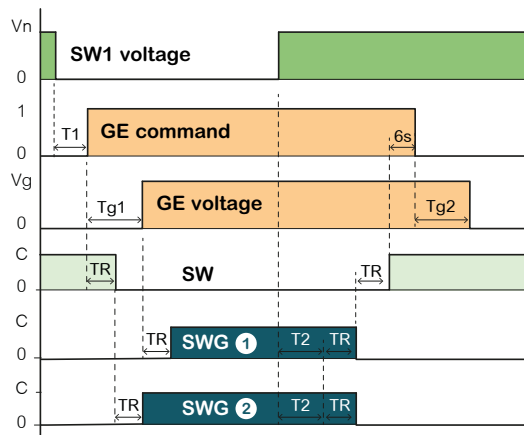 Vn
SW1 voltage
0
1
T1
GE command
6s
0
Vg
Tg1
GE voltage
Tg2
0
C
TR
SW
TR
0
C
TR
SWG 1
T2
TR
0
C
TR
SWG 2
T2
TR
0